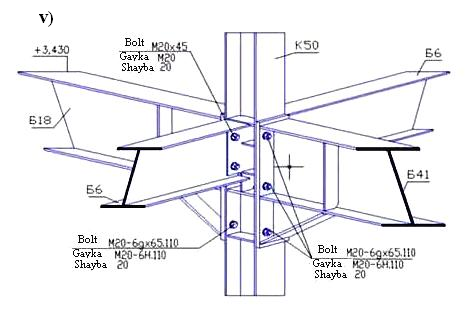 v)
+3,430
Bolt M20x45
Gayka M20
Shayba 20
K50
Б6
Б18
Б41
Б6
Bolt M20-6gx65.110
Gayka M20-6H.110
Shayba 20
Bolt M20-6gx65.110
Gayka M20-6H.110
Shayba 20